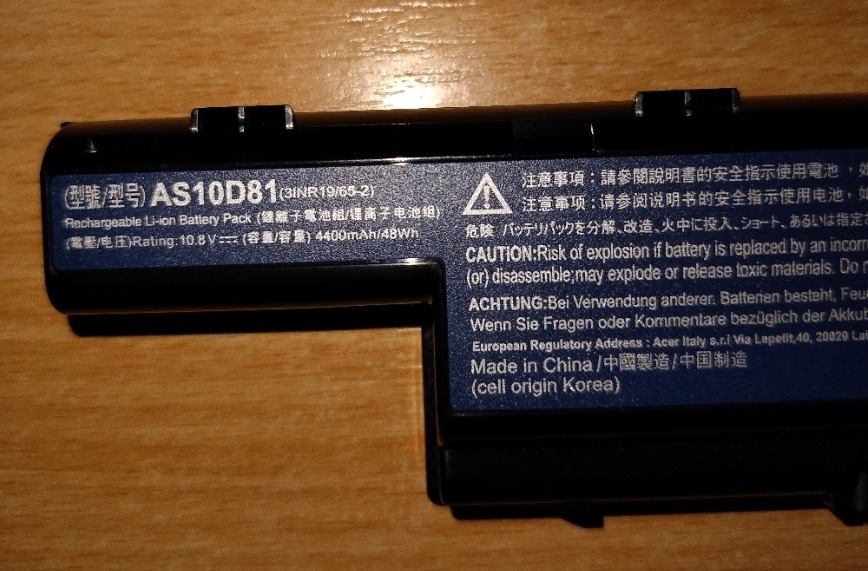 (型號/型号) AS10D81(3INR19/65-2)
Rechargeable Li-ion Battery Pack (鋰離子電池組/锂离子电池组)
(電壓/电压)Rating: 10.8V⎓ (容量/容量) 4400mAh/48Wh
注意事項：請參閱說明書的安全指示使用電池，如
注意事项：请参阅说明书的安全指示使用电池，
危険 バッテリパックを分解、改造、火中に投入、ショート、あるいは指定
CAUTION:Risk of explosion if battery is replaced by an incor
(or) disassemble;may explode or release toxic materials. Do n
ACHTUNG:Bei Verwendung anderer. Batterien besteht, Feu
Wenn Sie Fragen oder Kommentare bezüglich der Akkub
European Regulatory Address : Acer Italy s.r.l Via Lepetit,40, 20029 La
Made in China /中國製造/中国制造
(cell origin Korea)